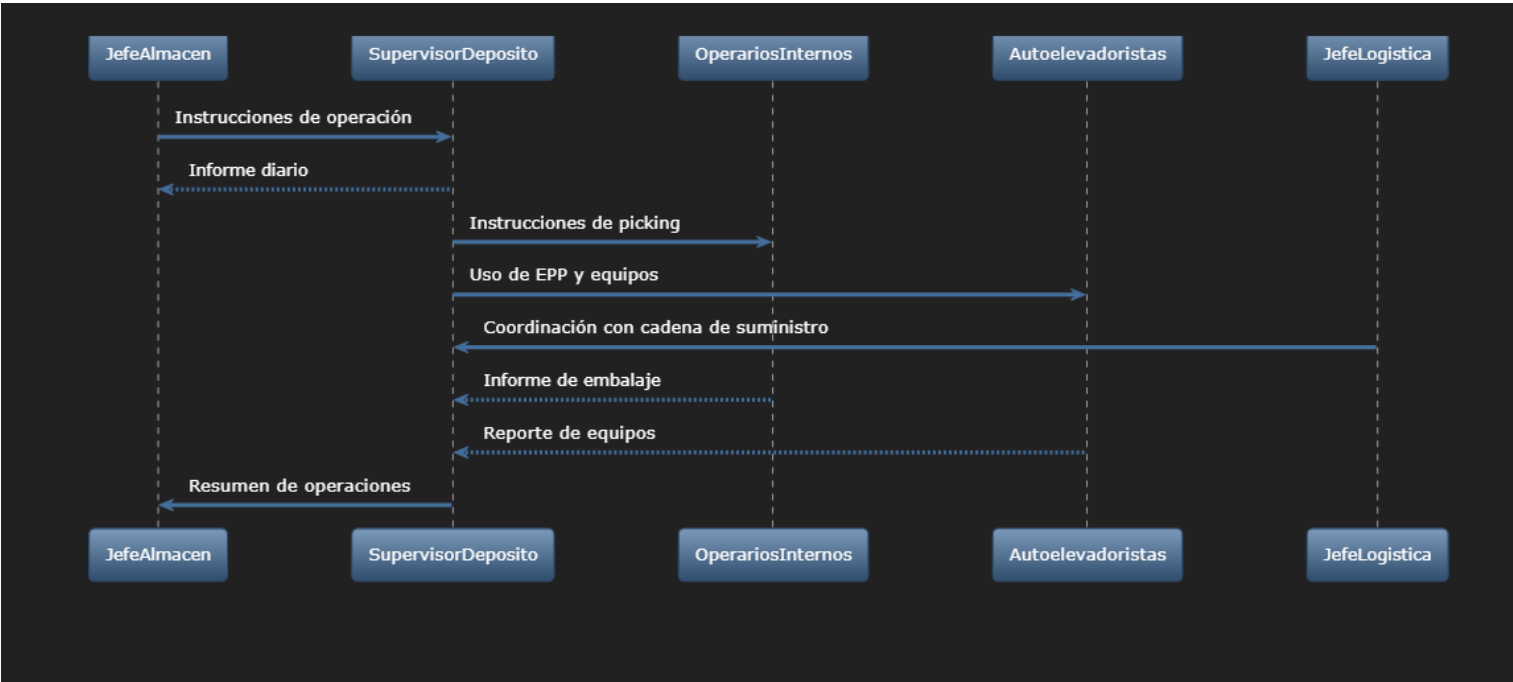 JefeAlmacen
SupervisorDeposito
OperariosInternos
Autoelevadoristas
JefeLogistica
Instrucciones de operación
Informe diario
Instrucciones de picking
Uso de EPP y equipos
Coordinación con cadena de suministro
Informe de embalaje
Reporte de equipos
Resumen de operaciones
JefeAlmacen
SupervisorDeposito
OperariosInternos
Autoelevadoristas
JefeLogistica